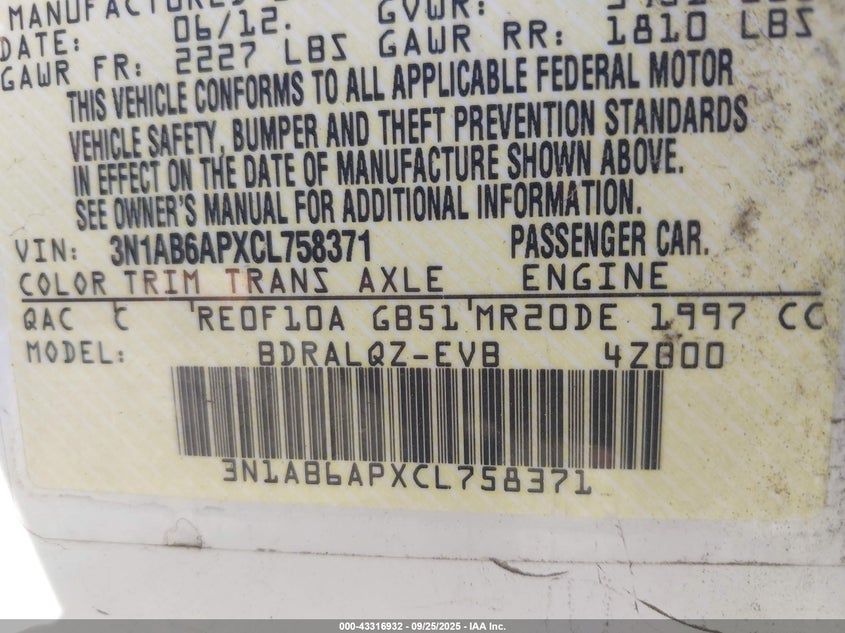 MANUFACTURED
DATE: 06/12. GVWR:
GAWR FR: 2227 LBS GAWR RR: 1810 LBS
THIS VEHICLE CONFORMS TO ALL APPLICABLE FEDERAL MOTOR
VEHICLE SAFETY, BUMPER AND THEFT PREVENTION STANDARDS
IN EFFECT ON THE DATE OF MANUFACTURE SHOWN ABOVE.
SEE OWNER'S MANUAL FOR ADDITIONAL INFORMATION.
VIN: 3N1AB6APXCL758371 PASSENGER CAR.
COLOR TRIM TRANS AXLE ENGINE
QAC C RE0F10A GB51 MR20DE 1997 CC
MODEL: BDRALQZ-EVB 4Z800
3N1AB6APXCL758371
000-43316932 | 09/25/2025 | IAA Inc.